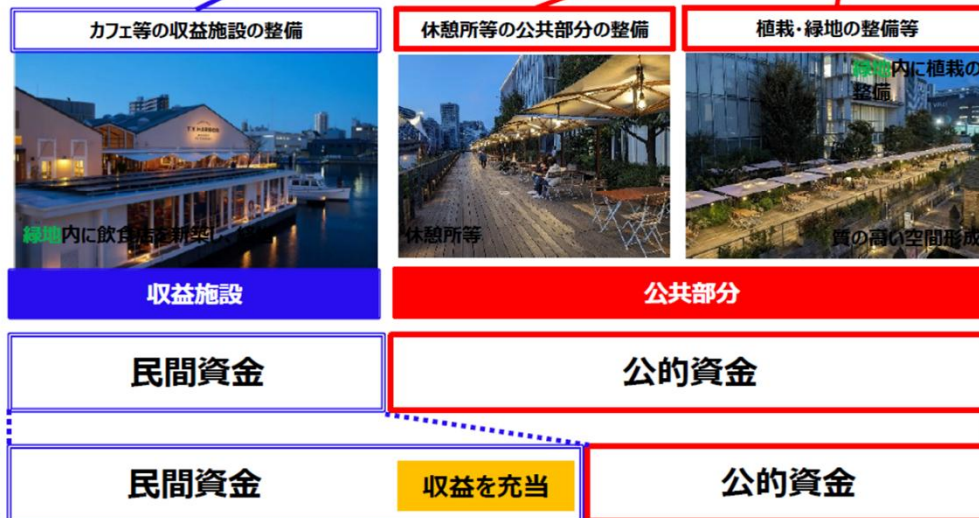 カフェ等の収益施設の整備
休憩所等の公共部分の整備
植栽・緑地の整備等
緑地内に植栽の
整備
緑地内に飲食店を新築し
休憩所等
質の高い空間形成
収益施設
公共部分
民間資金
公的資金
民間資金
収益を充当
公的資金